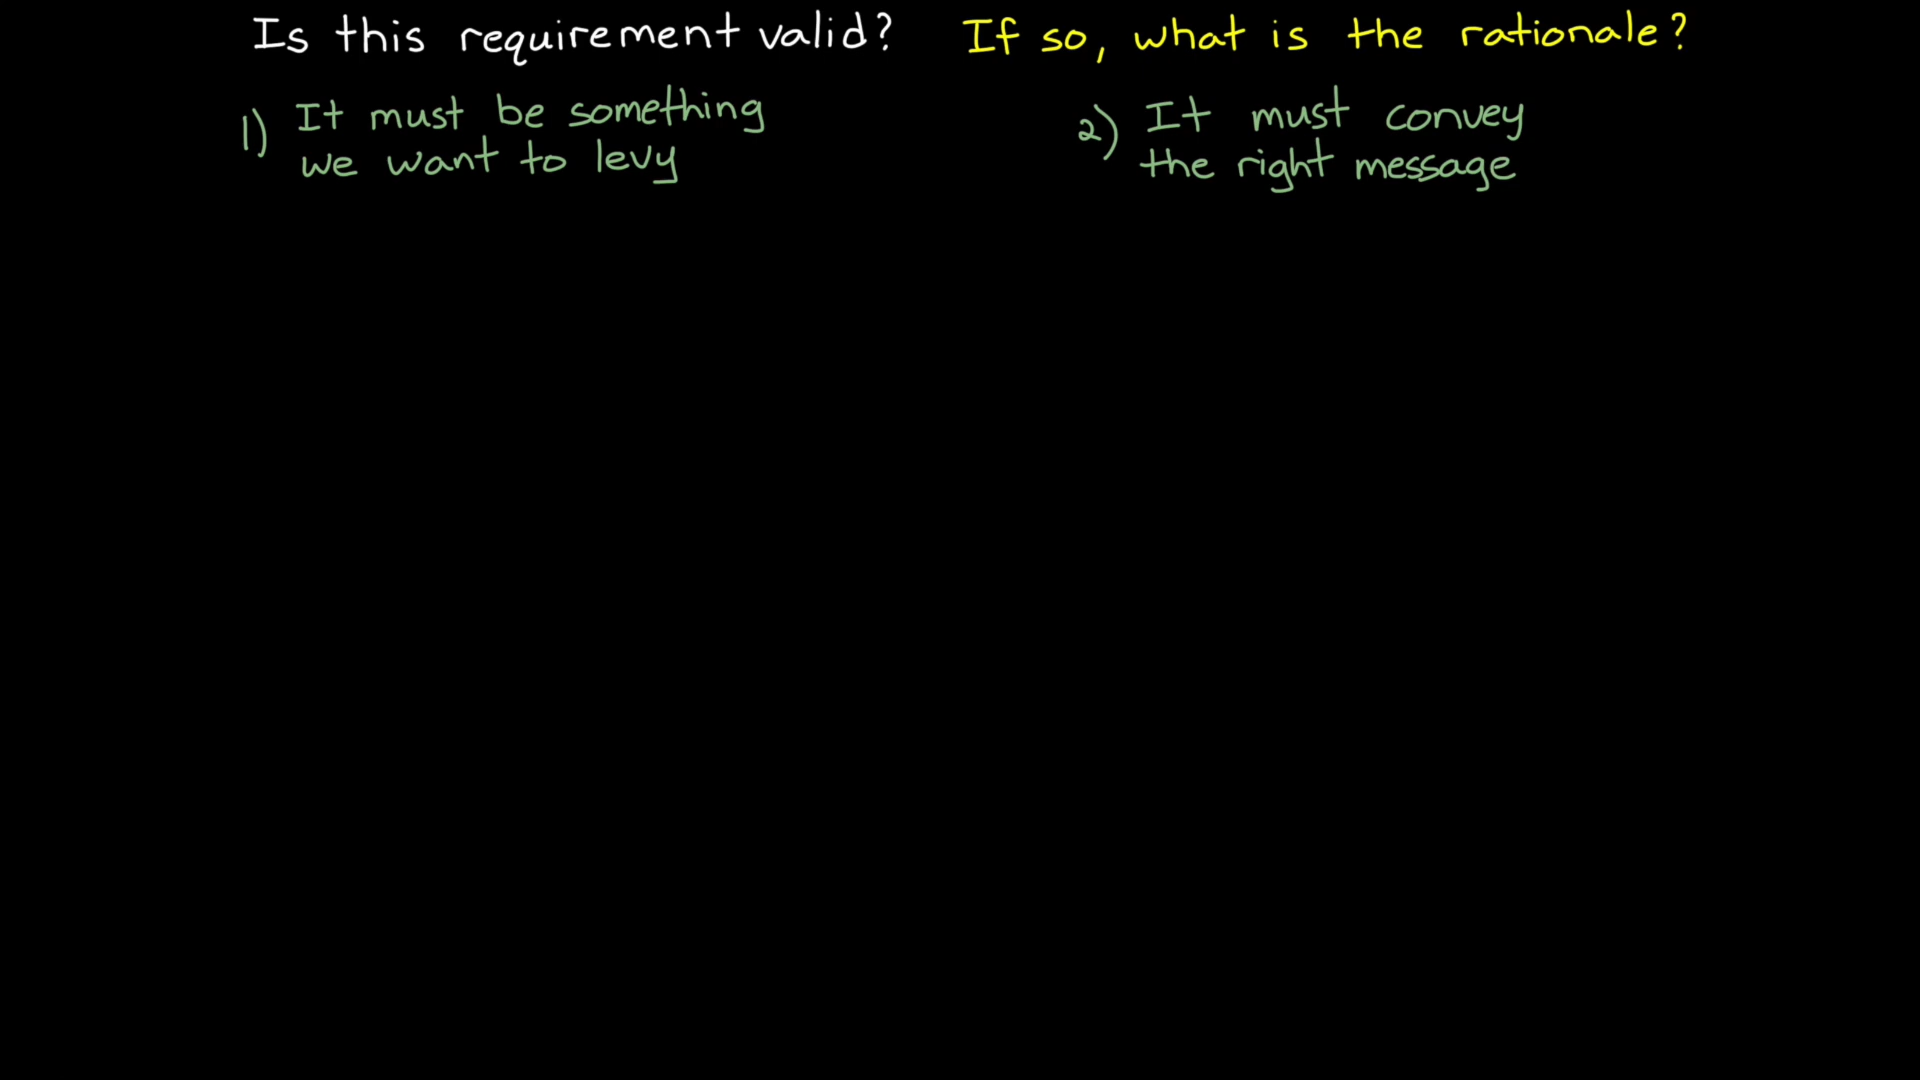 Is this requirement valid? If so, what is the rationale?
1) It must be something
we want to levy
2) It must convey
the right message